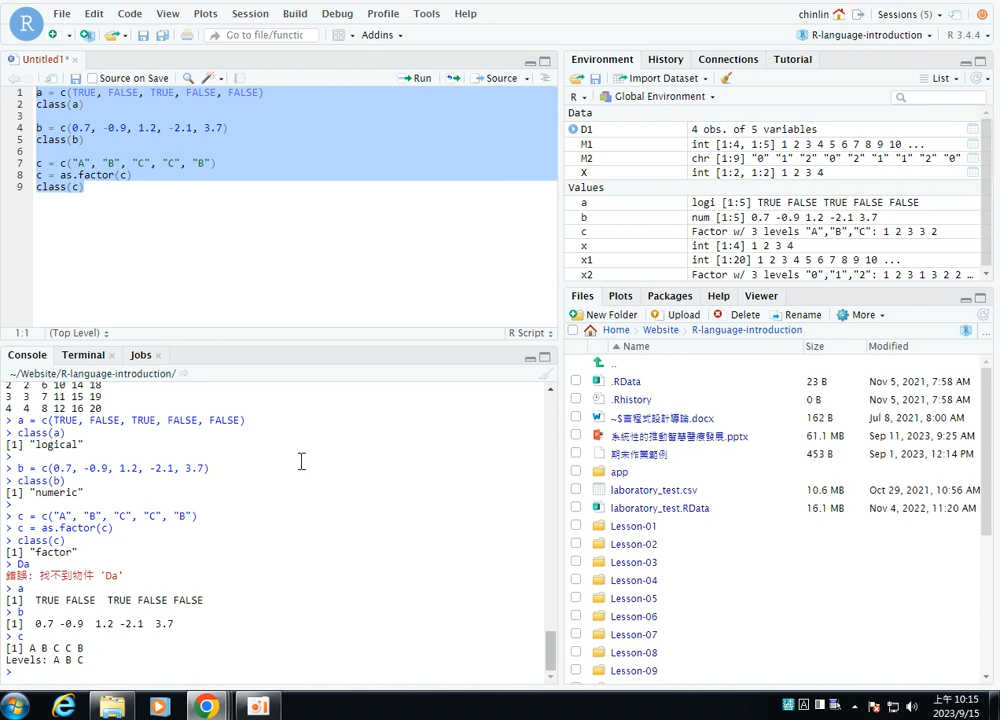 File Edit Code View Plots Session Build Debug Profile Tools Help
chinlin Sessions (5)
R
Go to file/functic Addins
R-language-introduction R 3.4.4
Untitled1*
Source on Save Run Source
1 a = c(TRUE, FALSE, TRUE, FALSE, FALSE)
2 class(a)
3
4 b = c(0.7, -0.9, 1.2, -2.1, 3.7)
5 class(b)
6
7 c = c("A", "B", "C", "C", "B")
8 c = as.factor(c)
9 class(c)
1:1 (Top Level) R Script
Console Terminal Jobs
~/Website/R-language-introduction/
2 2 6 10 14 18
3 3 7 11 15 19
4 4 8 12 16 20
> a = c(TRUE, FALSE, TRUE, FALSE, FALSE)
> class(a)
[1] "logical"
>
> b = c(0.7, -0.9, 1.2, -2.1, 3.7)
> class(b)
[1] "numeric"
>
> c = c("A", "B", "C", "C", "B")
> c = as.factor(c)
> class(c)
[1] "factor"
> Da
錯誤: 找不到物件 'Da'
> a
[1] TRUE FALSE TRUE FALSE FALSE
> b
[1] 0.7 -0.9 1.2 -2.1 3.7
> c
[1] A B C C B
Levels: A B C
>
Environment History Connections Tutorial
Import Dataset List
R Global Environment
Data
D1 4 obs. of 5 variables
M1 int [1:4, 1:5] 1 2 3 4 5 6 7 8 9 10 ...
M2 chr [1:9] "0" "1" "2" "0" "2" "1" "1" "2" "0"
X int [1:2, 1:2] 1 2 3 4
Values
a logi [1:5] TRUE FALSE TRUE FALSE FALSE
b num [1:5] 0.7 -0.9 1.2 -2.1 3.7
c Factor w/ 3 levels "A","B","C": 1 2 3 3 2
x int [1:4] 1 2 3 4
x1 int [1:20] 1 2 3 4 5 6 7 8 9 10 ...
x2 Factor w/ 3 levels "0","1","2": 1 2 3 1 3 2 2 …
Files Plots Packages Help Viewer
New Folder Upload Delete Rename More
Home Website R-language-introduction ...
Name Size Modified
..
.RData 23 B Nov 5, 2021, 7:58 AM
.Rhistory 0 B Nov 5, 2021, 7:58 AM
~$言程式設計導論.docx 162 B Jul 8, 2021, 8:00 AM
系統性的推動智慧醫療發展.pptx 61.1 MB Sep 11, 2023, 9:25 AM
期末作業範例 453 B Sep 1, 2023, 12:14 PM
app
laboratory_test.csv 10.6 MB Oct 29, 2021, 10:56 AM
laboratory_test.RData 16.1 MB Nov 4, 2022, 11:20 AM
Lesson-01
Lesson-02
Lesson-03
Lesson-04
Lesson-05
Lesson-06
Lesson-07
Lesson-08
Lesson-09
上午 10:15
2023/9/15